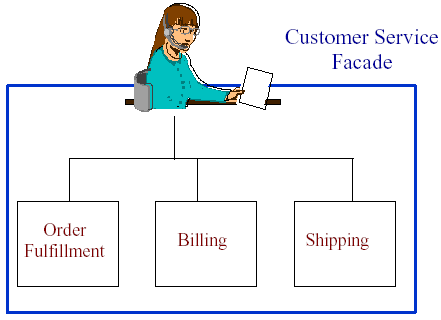 Customer Service
Facade
Order
Fulfillment
Billing
Shipping